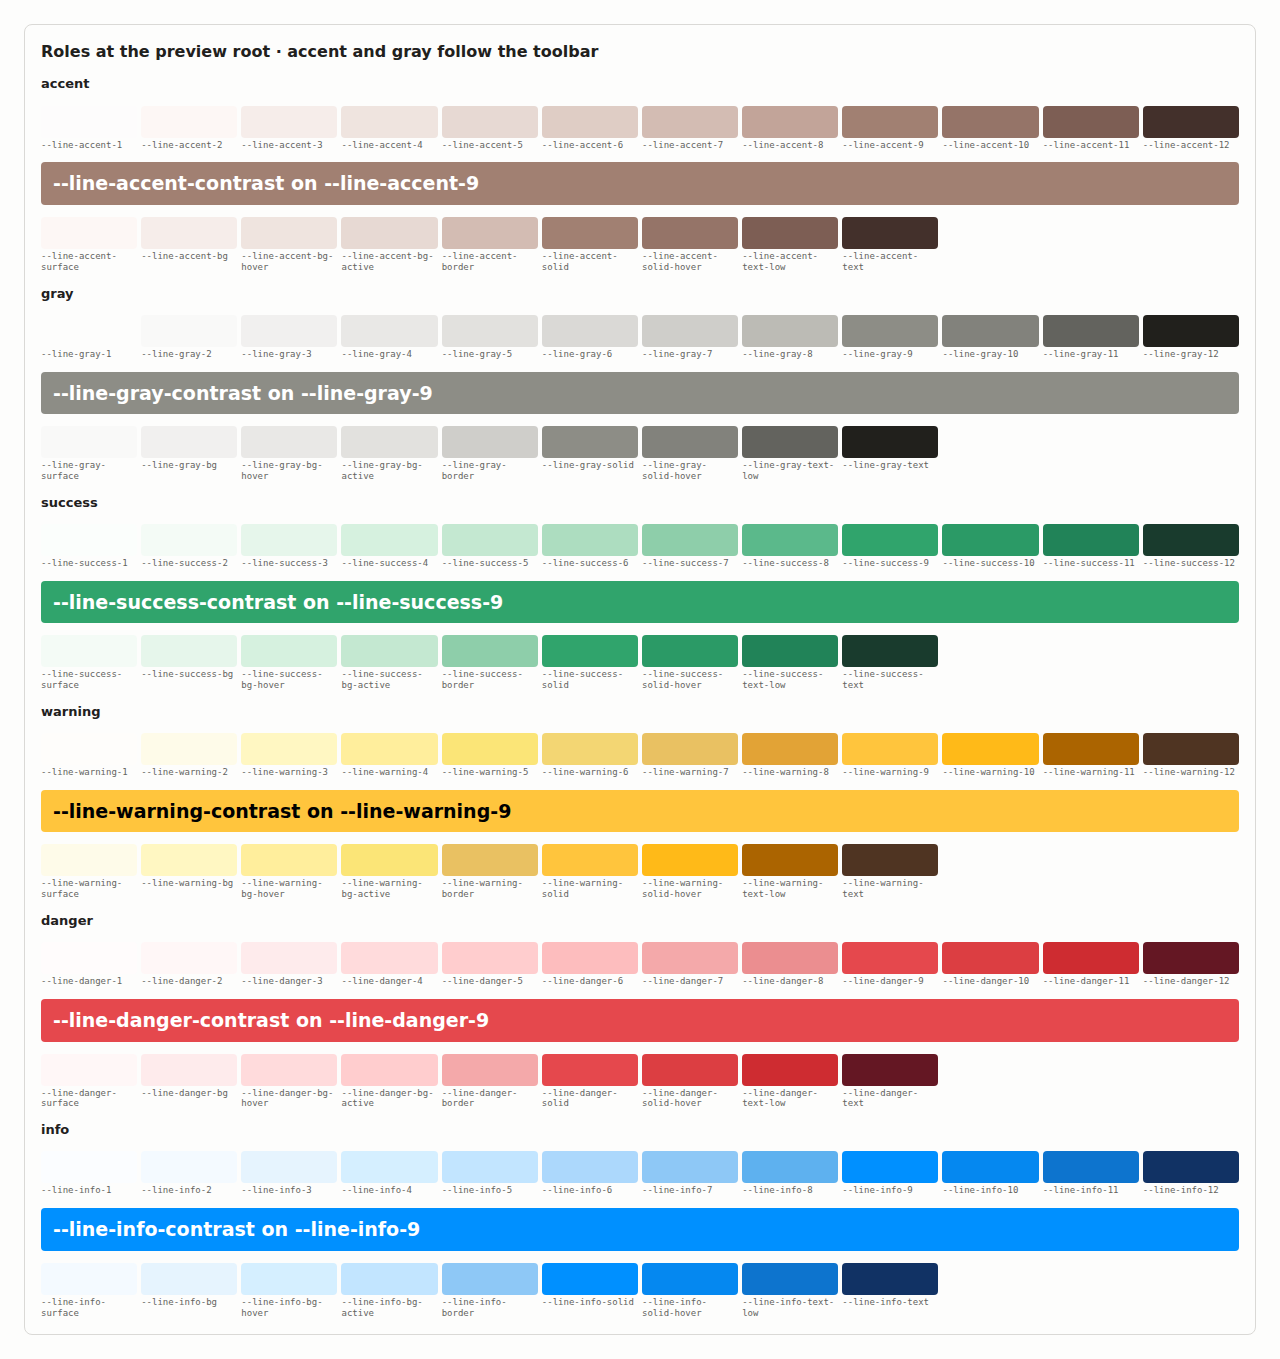 Roles at the preview root · accent and gray follow the toolbar
accent
--line-accent-1 --line-accent-2 --line-accent-3 --line-accent-4 --line-accent-5 --line-accent-6 --line-accent-7 --line-accent-8 --line-accent-9 --line-accent-10 --line-accent-11 --line-accent-12
--line-accent-contrast on --line-accent-9
--line-accent- --line-accent-bg --line-accent-bg- --line-accent-bg- --line-accent- --line-accent- --line-accent- --line-accent- --line-accent-
surface hover active border solid solid-hover text-low text
gray
--line-gray-1 --line-gray-2 --line-gray-3 --line-gray-4 --line-gray-5 --line-gray-6 --line-gray-7 --line-gray-8 --line-gray-9 --line-gray-10 --line-gray-11 --line-gray-12
--line-gray-contrast on --line-gray-9
--line-gray- --line-gray-bg --line-gray-bg- --line-gray-bg- --line-gray- --line-gray-solid --line-gray- --line-gray-text- --line-gray-text
surface hover active border solid-hover low
success
--line-success-1 --line-success-2 --line-success-3 --line-success-4 --line-success-5 --line-success-6 --line-success-7 --line-success-8 --line-success-9 --line-success-10 --line-success-11 --line-success-12
--line-success-contrast on --line-success-9
--line-success- --line-success-bg --line-success- --line-success- --line-success- --line-success- --line-success- --line-success- --line-success-
surface bg-hover bg-active border solid solid-hover text-low text
warning
--line-warning-1 --line-warning-2 --line-warning-3 --line-warning-4 --line-warning-5 --line-warning-6 --line-warning-7 --line-warning-8 --line-warning-9 --line-warning-10 --line-warning-11 --line-warning-12
--line-warning-contrast on --line-warning-9
--line-warning- --line-warning-bg --line-warning- --line-warning- --line-warning- --line-warning- --line-warning- --line-warning- --line-warning-
surface bg-hover bg-active border solid solid-hover text-low text
danger
--line-danger-1 --line-danger-2 --line-danger-3 --line-danger-4 --line-danger-5 --line-danger-6 --line-danger-7 --line-danger-8 --line-danger-9 --line-danger-10 --line-danger-11 --line-danger-12
--line-danger-contrast on --line-danger-9
--line-danger- --line-danger-bg --line-danger-bg- --line-danger-bg- --line-danger- --line-danger- --line-danger- --line-danger- --line-danger-
surface hover active border solid solid-hover text-low text
info
--line-info-1 --line-info-2 --line-info-3 --line-info-4 --line-info-5 --line-info-6 --line-info-7 --line-info-8 --line-info-9 --line-info-10 --line-info-11 --line-info-12
--line-info-contrast on --line-info-9
--line-info- --line-info-bg --line-info-bg- --line-info-bg- --line-info- --line-info-solid --line-info- --line-info-text- --line-info-text
surface hover active border solid-hover low